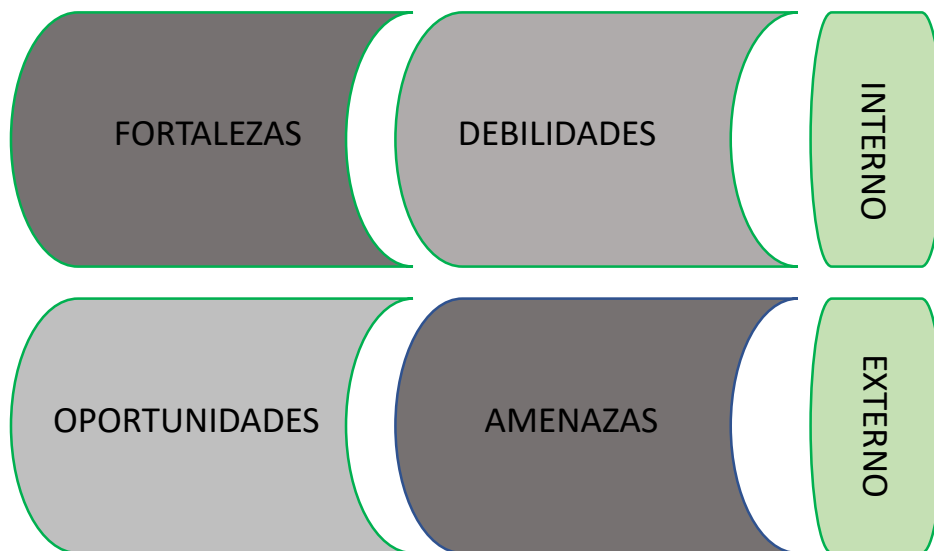 FORTALEZAS
DEBILIDADES
INTERNO
OPORTUNIDADES
AMENAZAS
EXTERNO